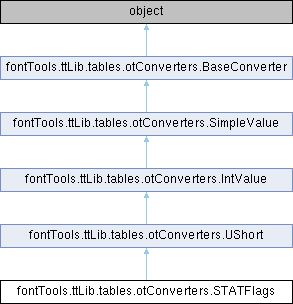 object
fontTools.ttLib.tables.otConverters.BaseConverter
fontTools.ttLib.tables.otConverters.SimpleValue
fontTools.ttLib.tables.otConverters.IntValue
fontTools.ttLib.tables.otConverters.UShort
fontTools.ttLib.tables.otConverters.STATFlags